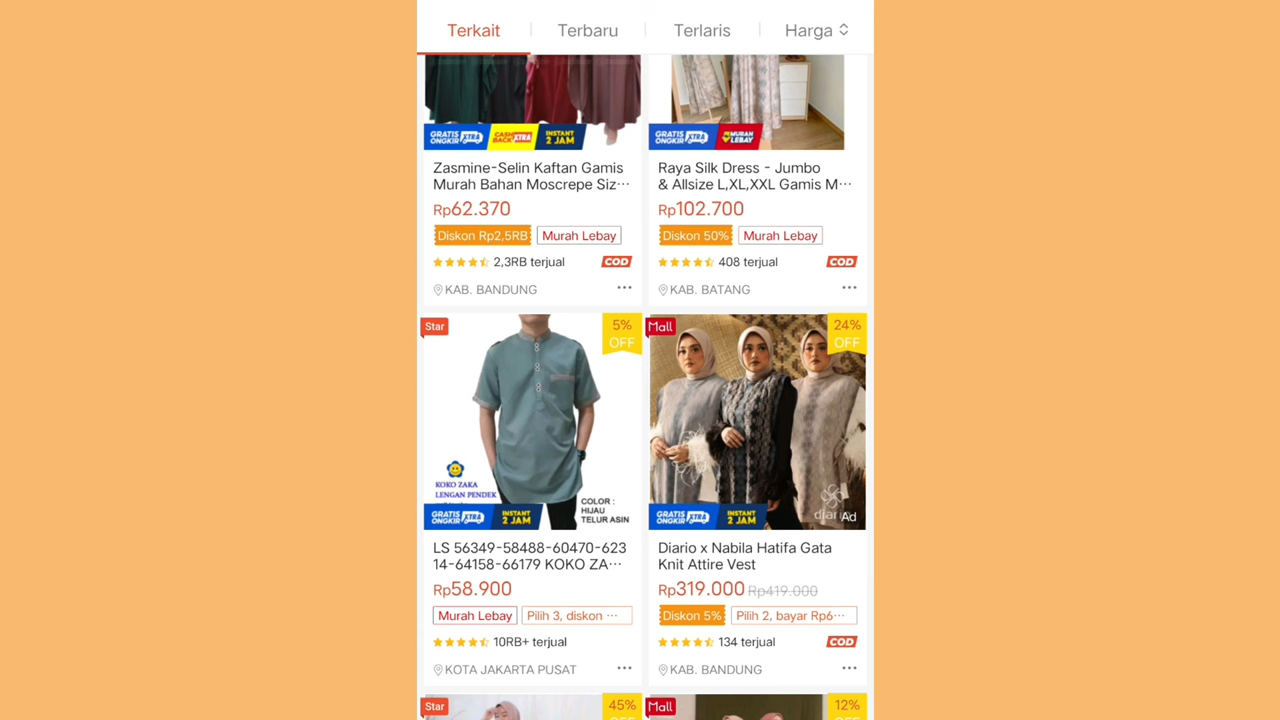 Terkait
Terbaru
Terlaris
Harga
GRATIS ONGKIR XTRA
CASH BACK XTRA
INSTANT 2 JAM
GRATIS ONGKIR XTRA
MURAH LEBAY
Zasmine-Selin Kaftan Gamis
Murah Bahan Moscrepe Siz···
Rp62.370
Diskon Rp2,5RB
Murah Lebay
2,3RB terjual
COD
KAB. BANDUNG
Raya Silk Dress - Jumbo
& Allsize L,XL,XXL Gamis M···
Rp102.700
Diskon 50%
Murah Lebay
408 terjual
COD
KAB. BATANG
Star
5%
OFF
KOKO ZAKA
LENGAN PENDEK
COLOR :
HIJAU
TELUR ASIN
GRATIS ONGKIR XTRA
INSTANT 2 JAM
LS 56349-58488-60470-623
14-64158-66179 KOKO ZA···
Rp58.900
Murah Lebay
Pilih 3, diskon ···
10RB+ terjual
KOTA JAKARTA PUSAT
Mall
24%
OFF
Ad
GRATIS ONGKIR XTRA
INSTANT 2 JAM
Diario x Nabila Hatifa Gata
Knit Attire Vest
Rp319.000 Rp419.000
Diskon 5%
Pilih 2, bayar Rp6···
134 terjual
COD
KAB. BANDUNG
Star
45%
OFF
Mall
12%
OFF